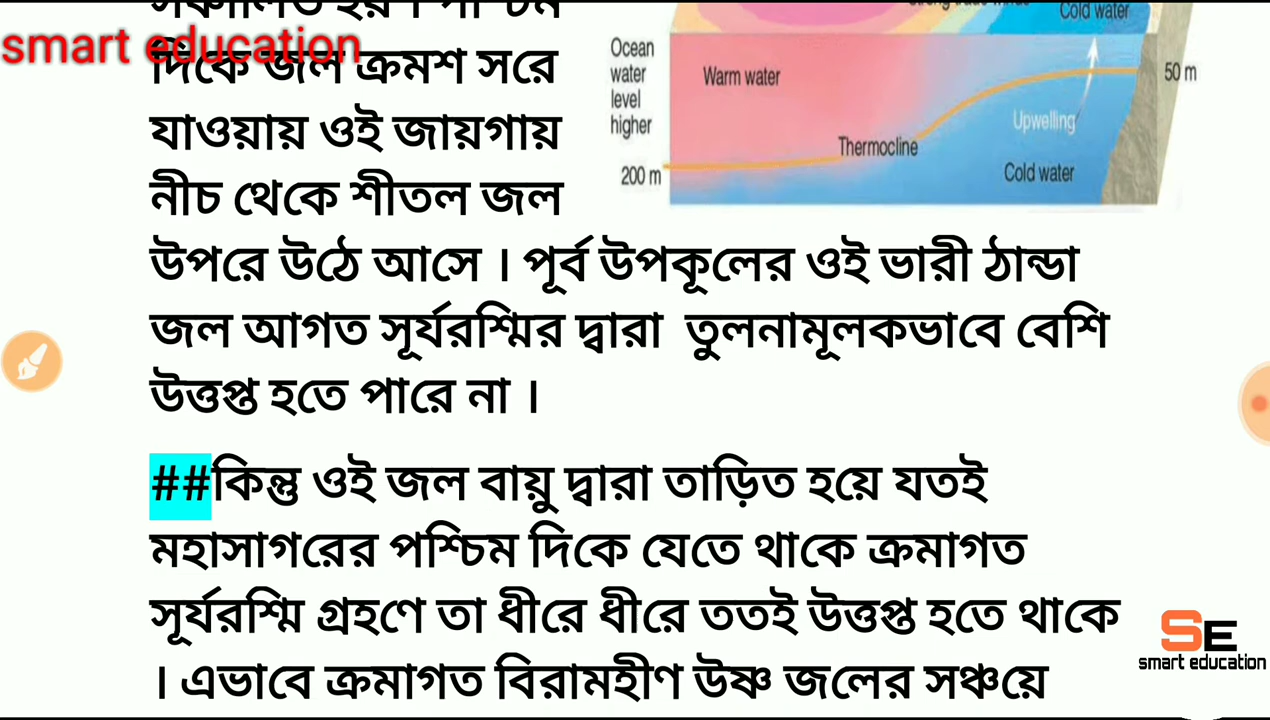 smart education
দিকে জল ক্রমশ সরে
যাওয়ায় ওই জায়গায়
নীচ থেকে শীতল জল
উপরে উঠে আসে । পূর্ব উপকূলের ওই ভারী ঠান্ডা
জল আগত সূর্যরশ্মির দ্বারা তুলনামূলকভাবে বেশি
উত্তপ্ত হতে পারে না ।
##কিন্তু ওই জল বায়ু দ্বারা তাড়িত হয়ে যতই
মহাসাগরের পশ্চিম দিকে যেতে থাকে ক্রমাগত
সূর্যরশ্মি গ্রহণে তা ধীরে ধীরে ততই উত্তপ্ত হতে থাকে
। এভাবে ক্রমাগত বিরামহীণ উষ্ণ জলের সঞ্চয়ে
Cold water
Ocean
water
level
higher
Warm water
50 m
Upwelling
Thermocline
200 m
Cold water
SE
smart education